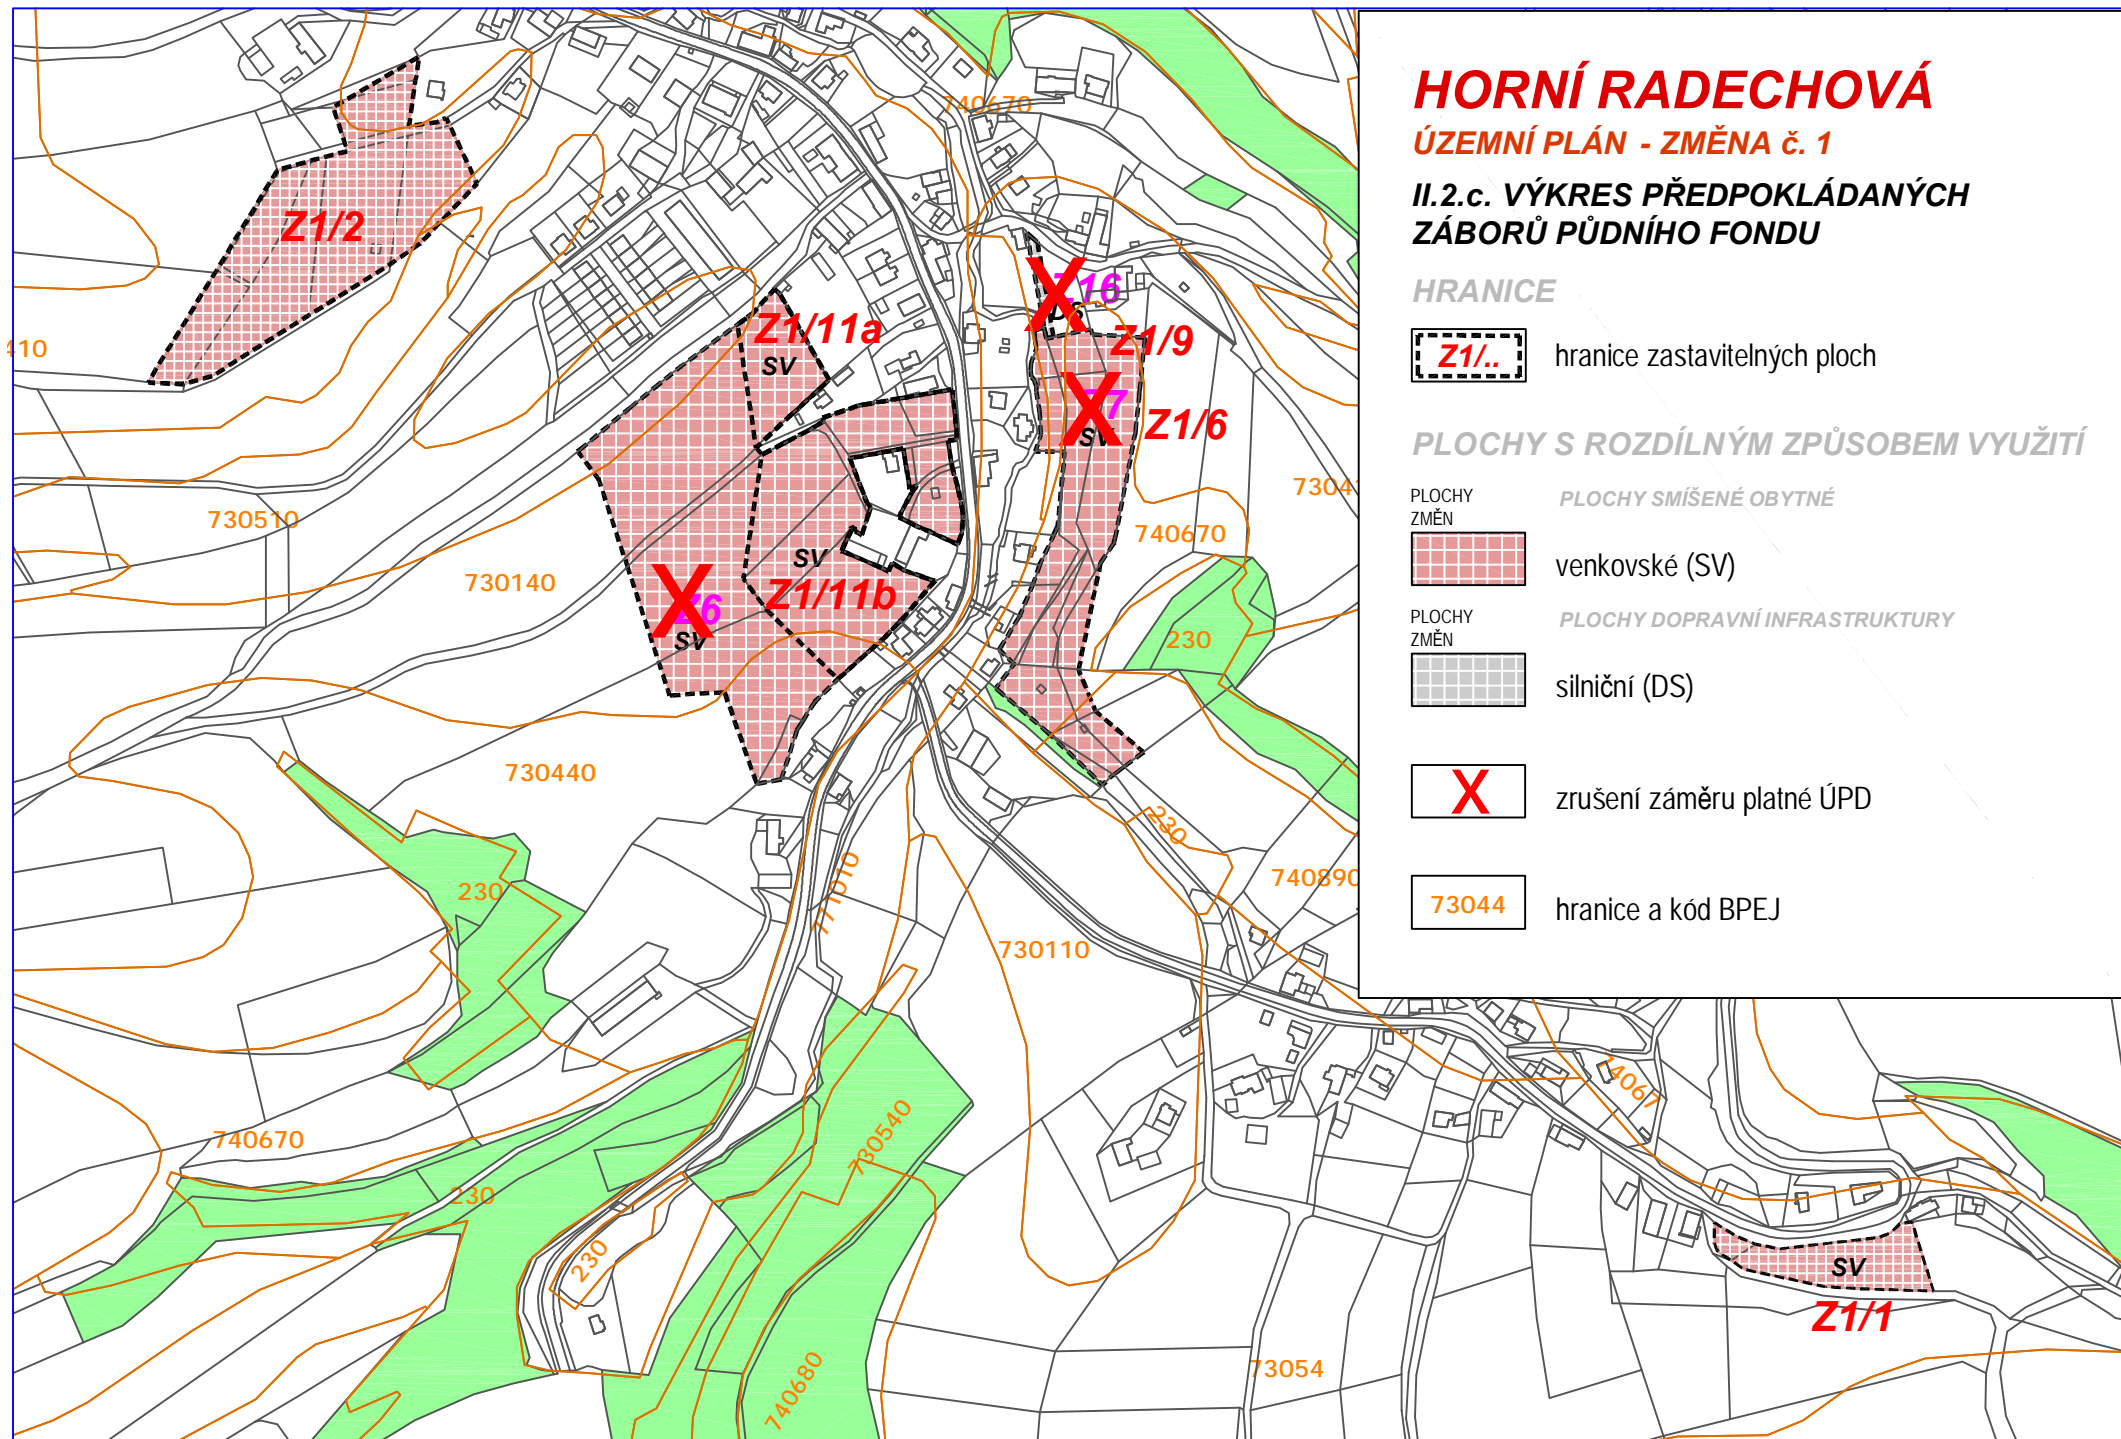 HORNÍ RADECHOVÁ
ÚZEMNÍ PLÁN - ZMĚNA č. 1
II.2.c. VÝKRES PŘEDPOKLÁDANÝCH
ZÁBORŮ PŮDNÍHO FONDU
HRANICE
Z1/..
hranice zastavitelných ploch
PLOCHY S ROZDÍLNÝM ZPŮSOBEM VYUŽITÍ
PLOCHY
ZMĚN
PLOCHY SMÍŠENÉ OBYTNÉ
venkovské (SV)
PLOCHY
ZMĚN
PLOCHY DOPRAVNÍ INFRASTRUKTURY
silniční (DS)
X
zrušení záměru platné ÚPD
73044
hranice a kód BPEJ
740670
Z1/2
X
DS
Z1/11a
SV
Z1/9
X
SV
Z1/6
730510
740670
730140
SV
Z1/11b
X
Z6
SV
230
730440
230
740890
230
771010
730110
730540
740670
230
230
SV
Z1/1
73054
740680